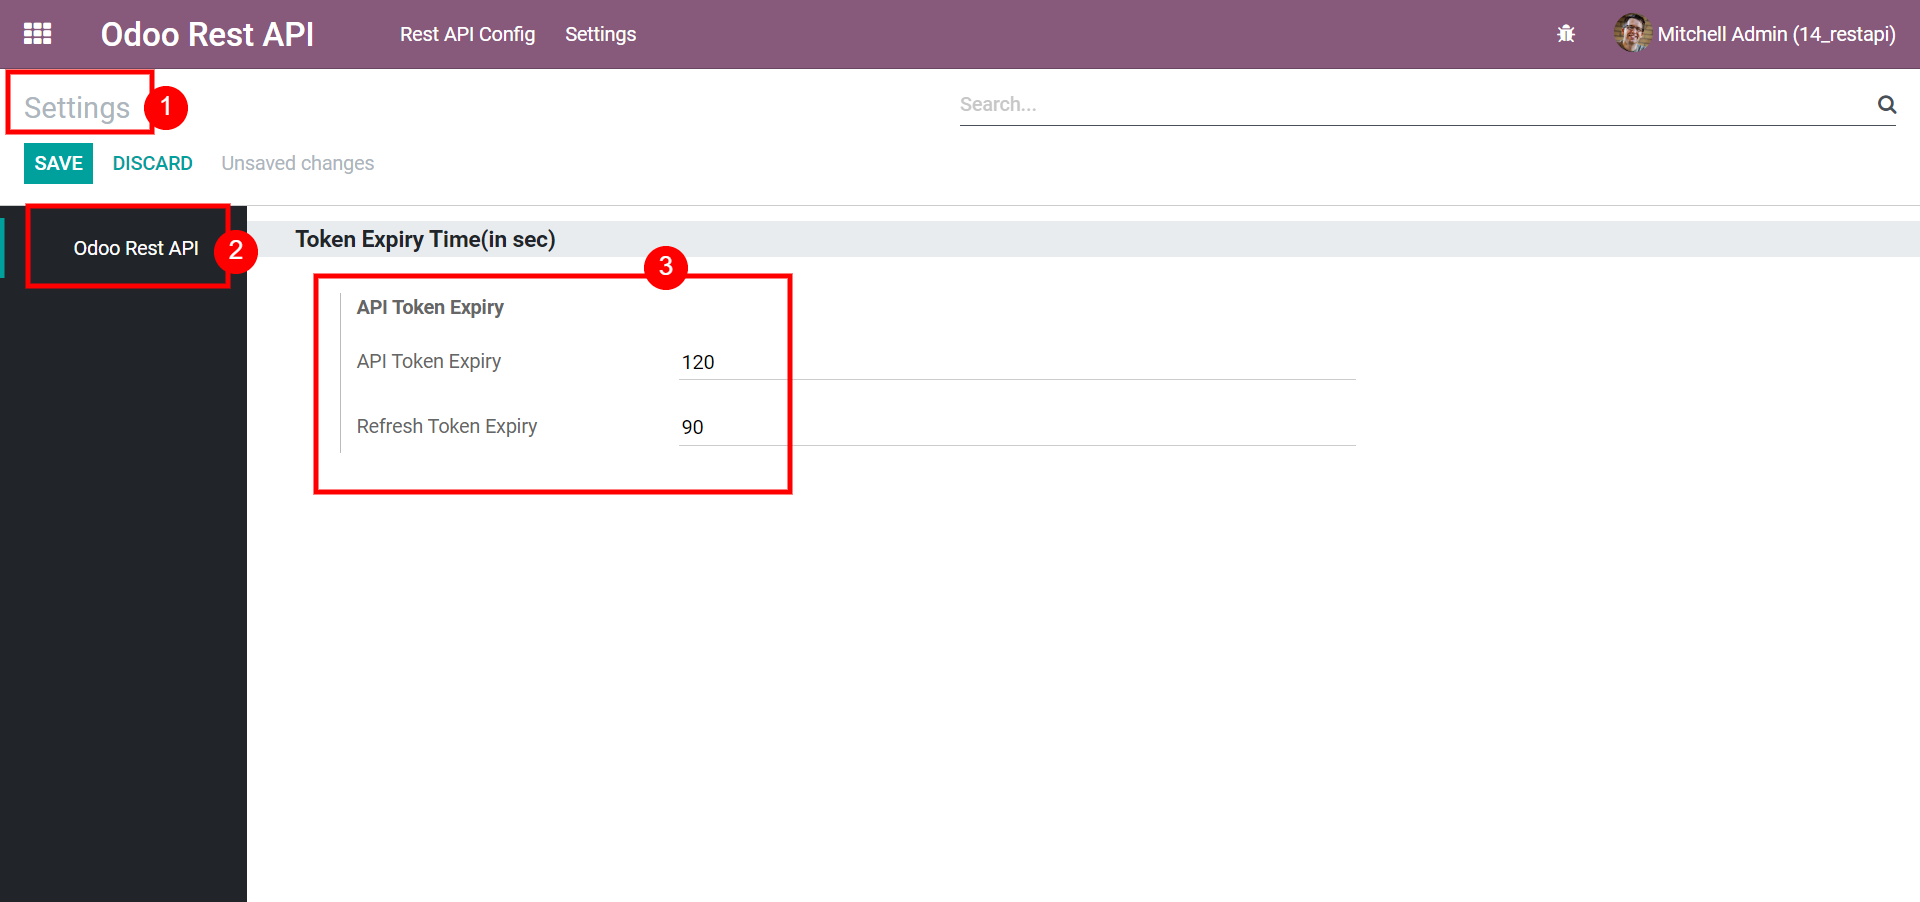 Odoo Rest API Rest API Config Settings Mitchell Admin (14_restapi)
Settings 1 Search...
SAVE DISCARD Unsaved changes
Odoo Rest API 2
Token Expiry Time(in sec)
3
API Token Expiry
API Token Expiry 120
Refresh Token Expiry 90